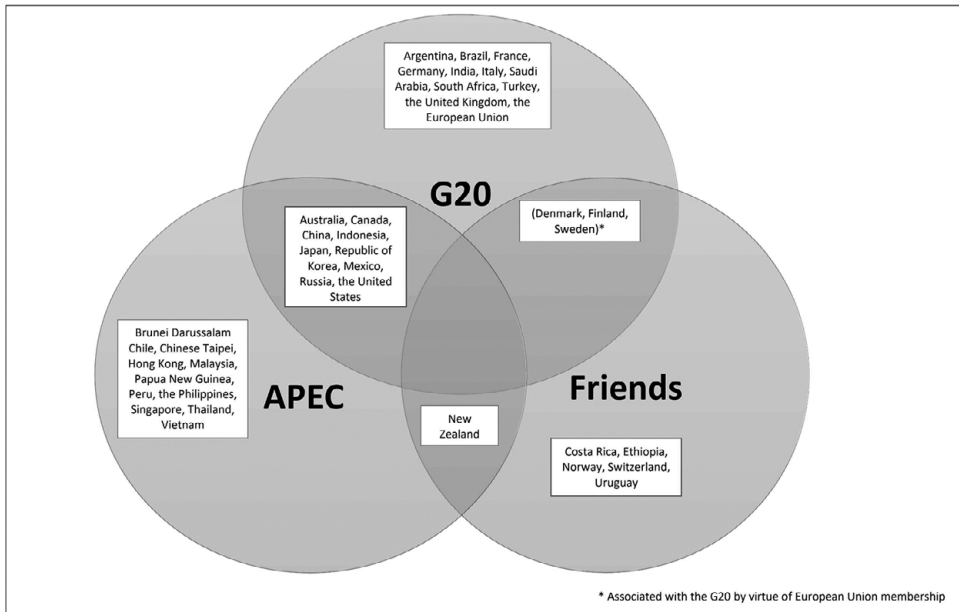 Argentina, Brazil, France,
Germany, India, Italy, Saudi
Arabia, South Africa, Turkey,
the United Kingdom, the
European Union
G20
(Denmark, Finland,
Sweden)*
Australia, Canada,
China, Indonesia,
Japan, Republic of
Korea, Mexico,
Russia, the United
States
Brunei Darussalam
Chile, Chinese Taipei,
Hong Kong, Malaysia,
Papua New Guinea,
Peru, the Philippines,
Singapore, Thailand,
Vietnam
APEC
Friends
New
Zealand
Costa Rica, Ethiopia,
Norway, Switzerland,
Uruguay
* Associated with the G20 by virtue of European Union membership